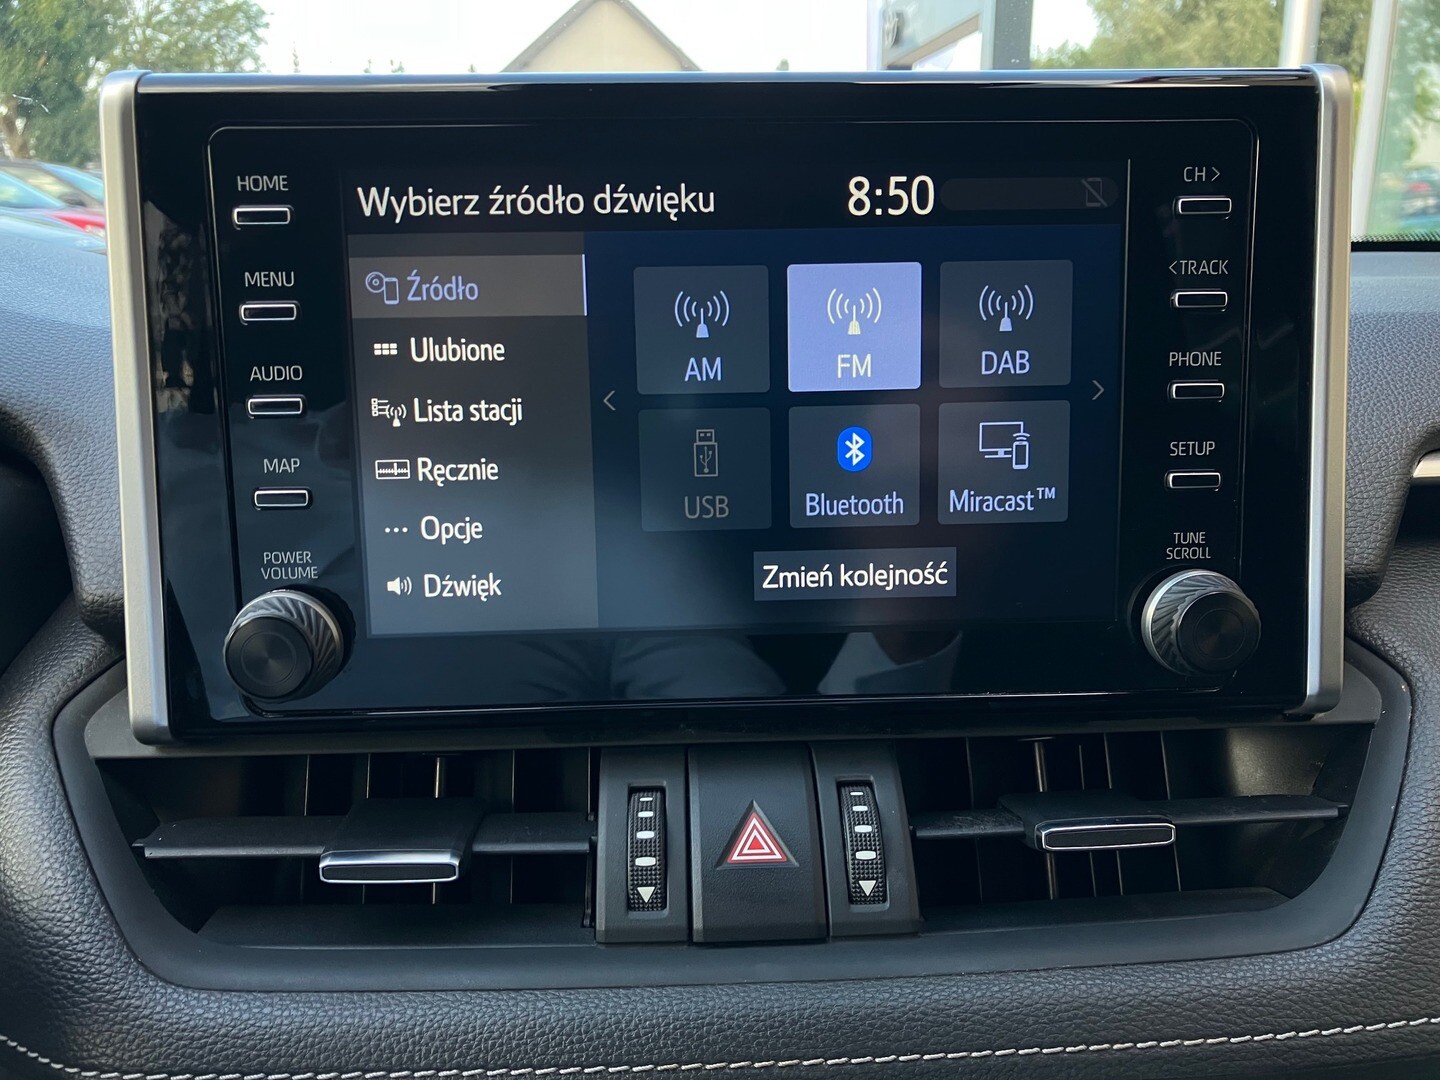 HOME
MENU
AUDIO
MAP
POWER
VOLUME
Wybierz źródło dźwięku
8:50
Źródło
Ulubione
Lista stacji
Ręcznie
Opcje
Dźwięk
AM
FM
DAB
USB
Bluetooth
Miracast™
Zmień kolejność
CH >
< TRACK
PHONE
SETUP
TUNE
SCROLL